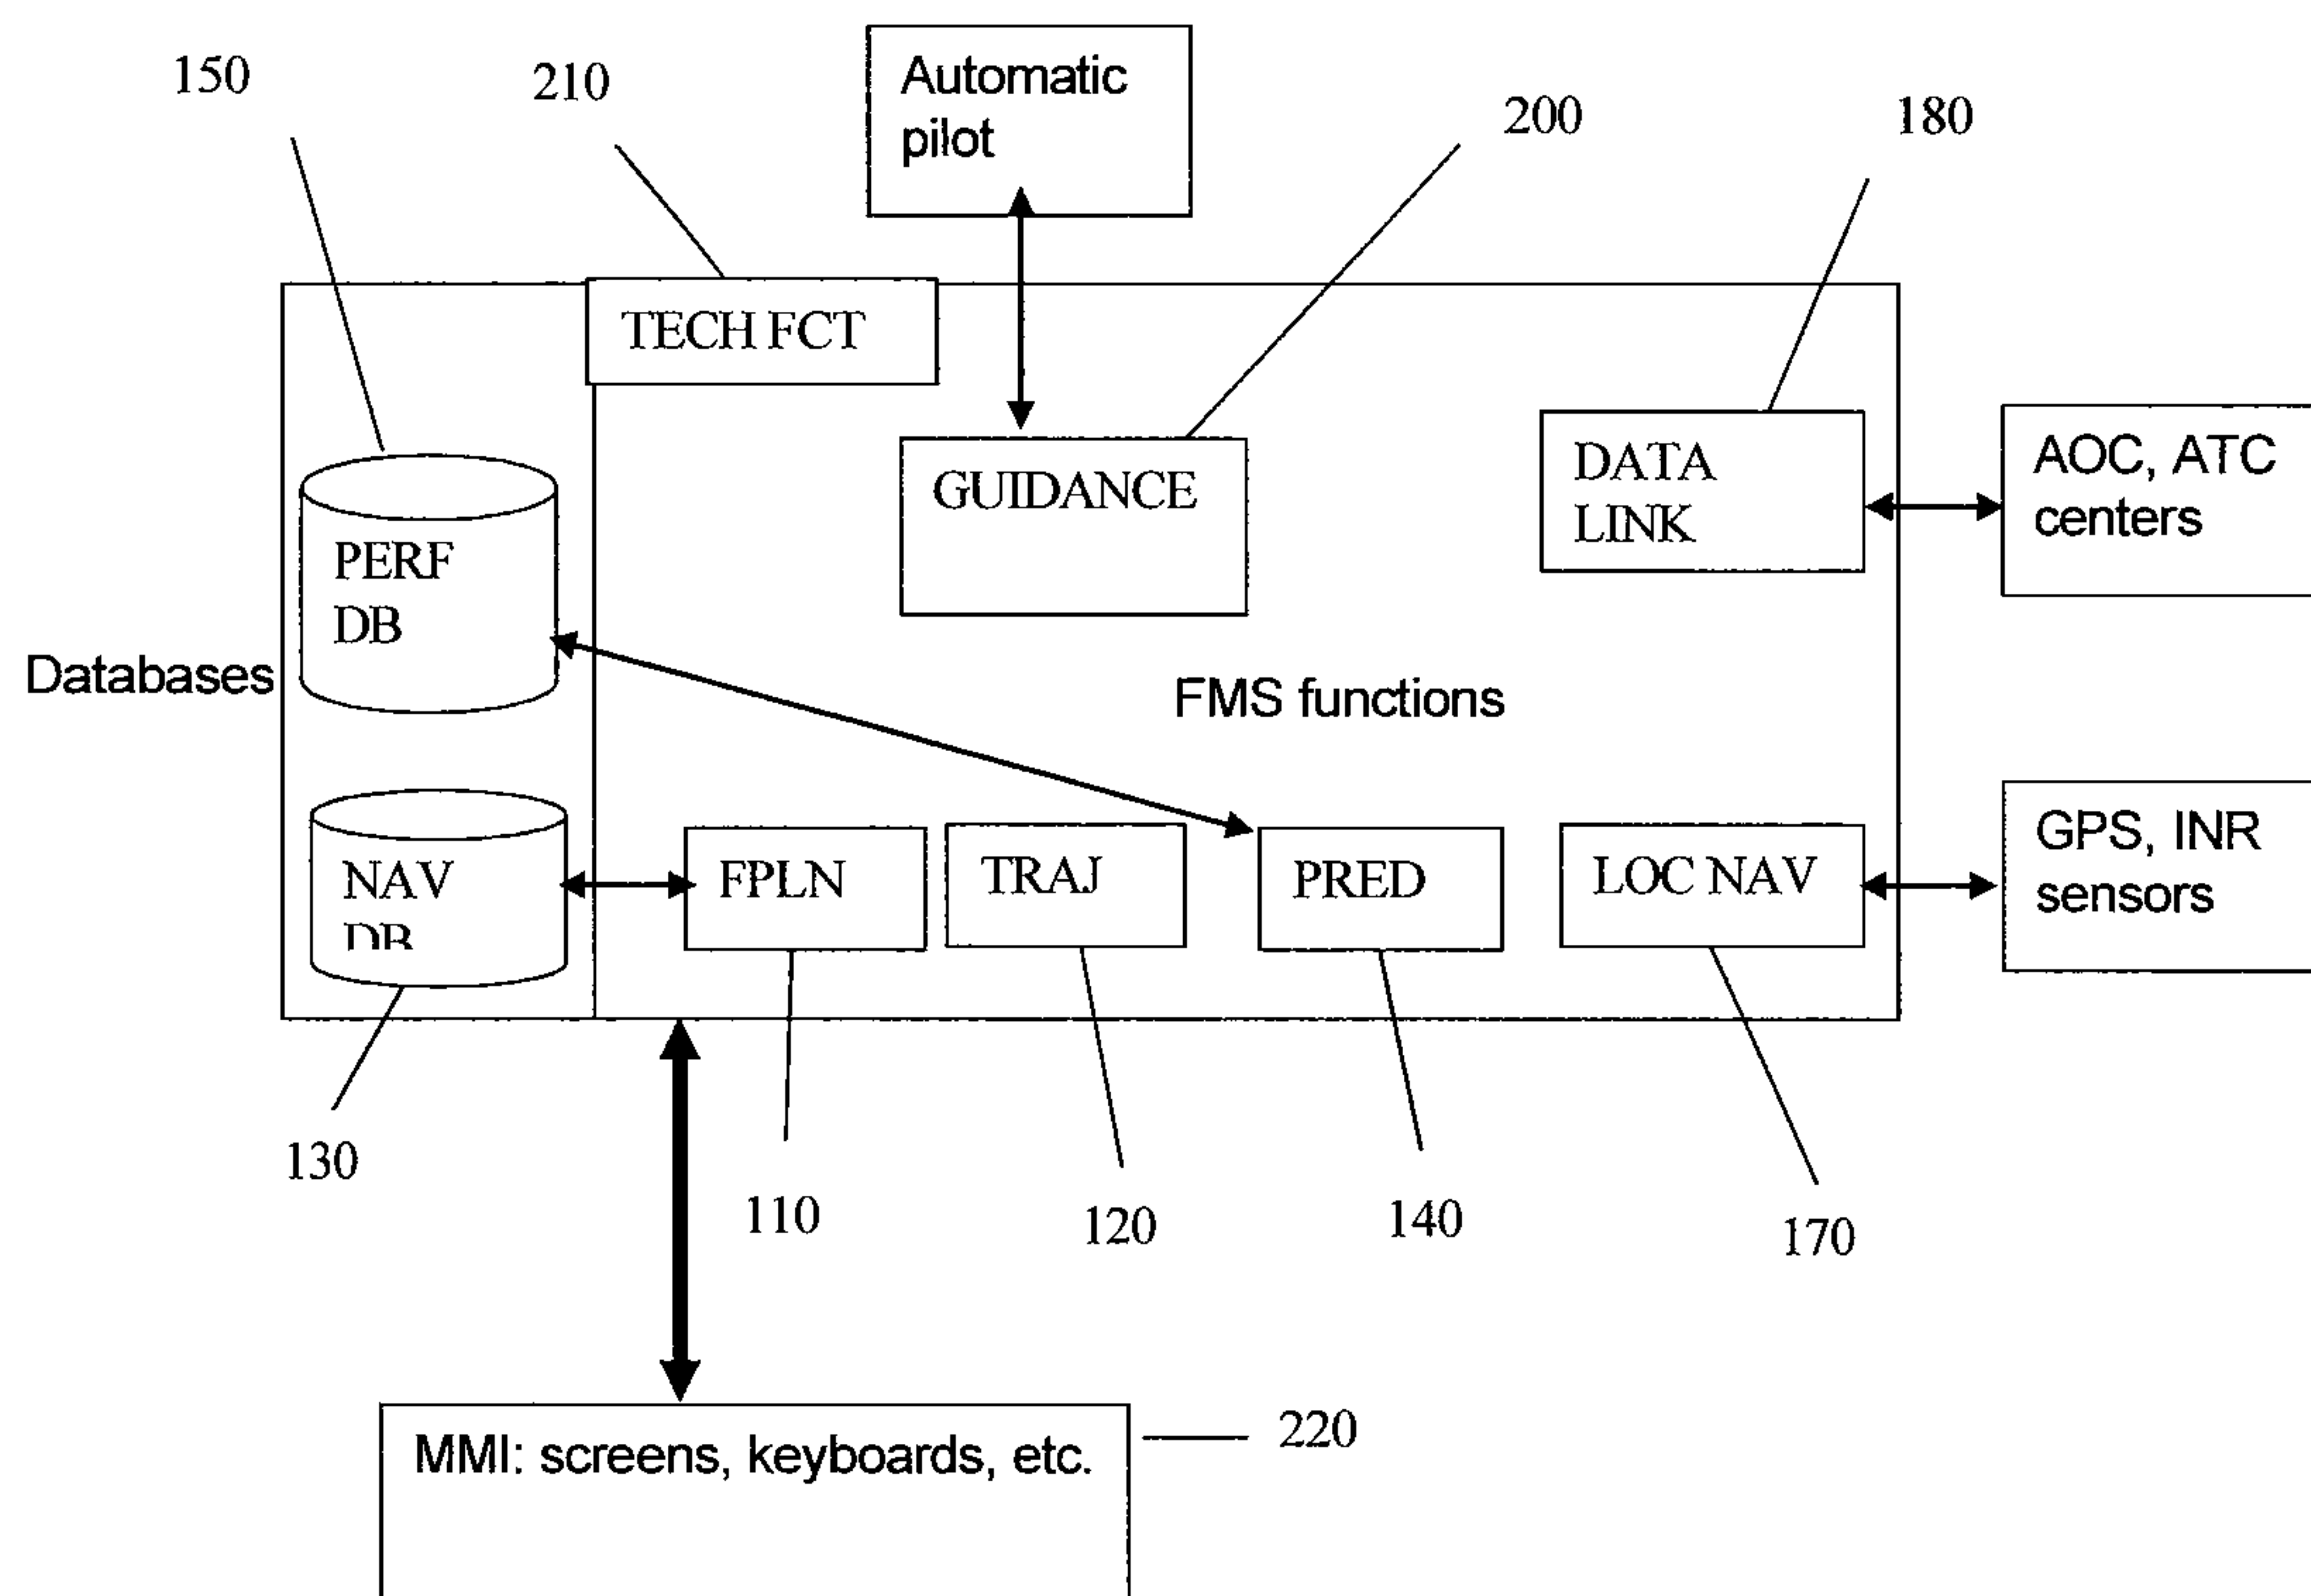 150
210
Automatic
pilot
200
180
TECH FCT
GUIDANCE
DATA
LINK
AOC, ATC
centers
PERF
DB
Databases
FMS functions
NAV
DB
FPLN
TRAJ
PRED
LOC NAV
GPS, INR
sensors
130
110
120
140
170
MMI: screens, keyboards, etc.
220